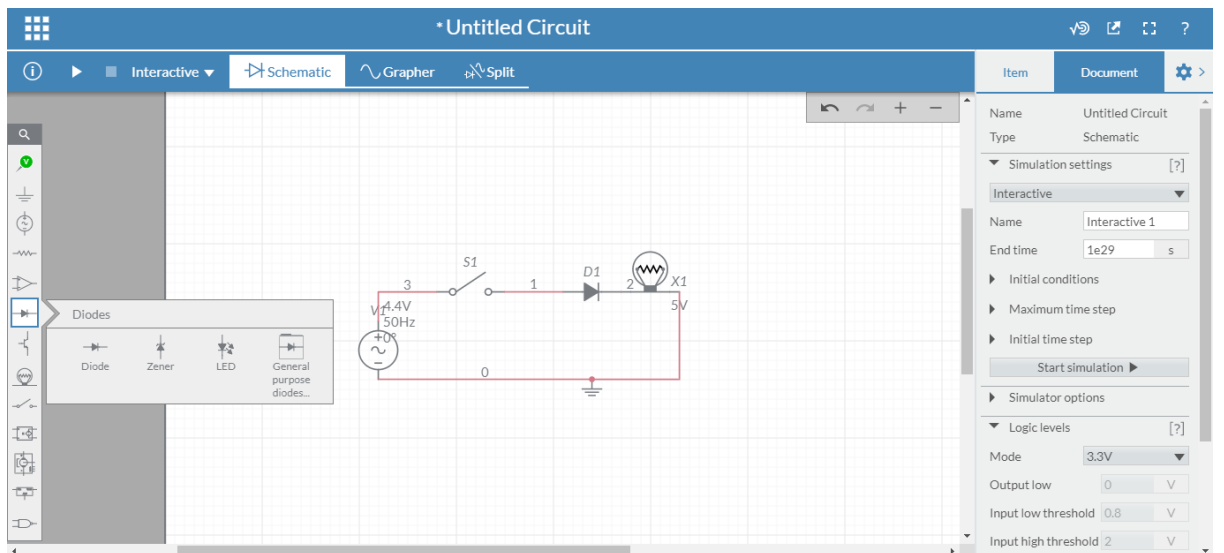 * Untitled Circuit
?
Interactive
Schematic
Grapher
Split
Item
Document
Name Untitled Circuit
Type Schematic
Simulation settings [?]
Interactive
Name Interactive 1
End time 1e29 s
Initial conditions
Maximum time step
Initial time step
Start simulation
Simulator options
Logic levels [?]
Mode 3.3V
Output low 0 V
Input low threshold 0.8 V
Input high threshold 2 V
V
Diodes
Diode
Zener
LED
General
purpose
diodes...
S1
3
1
D1
2
X1
5V
V1
4.4V
50Hz
0°
0